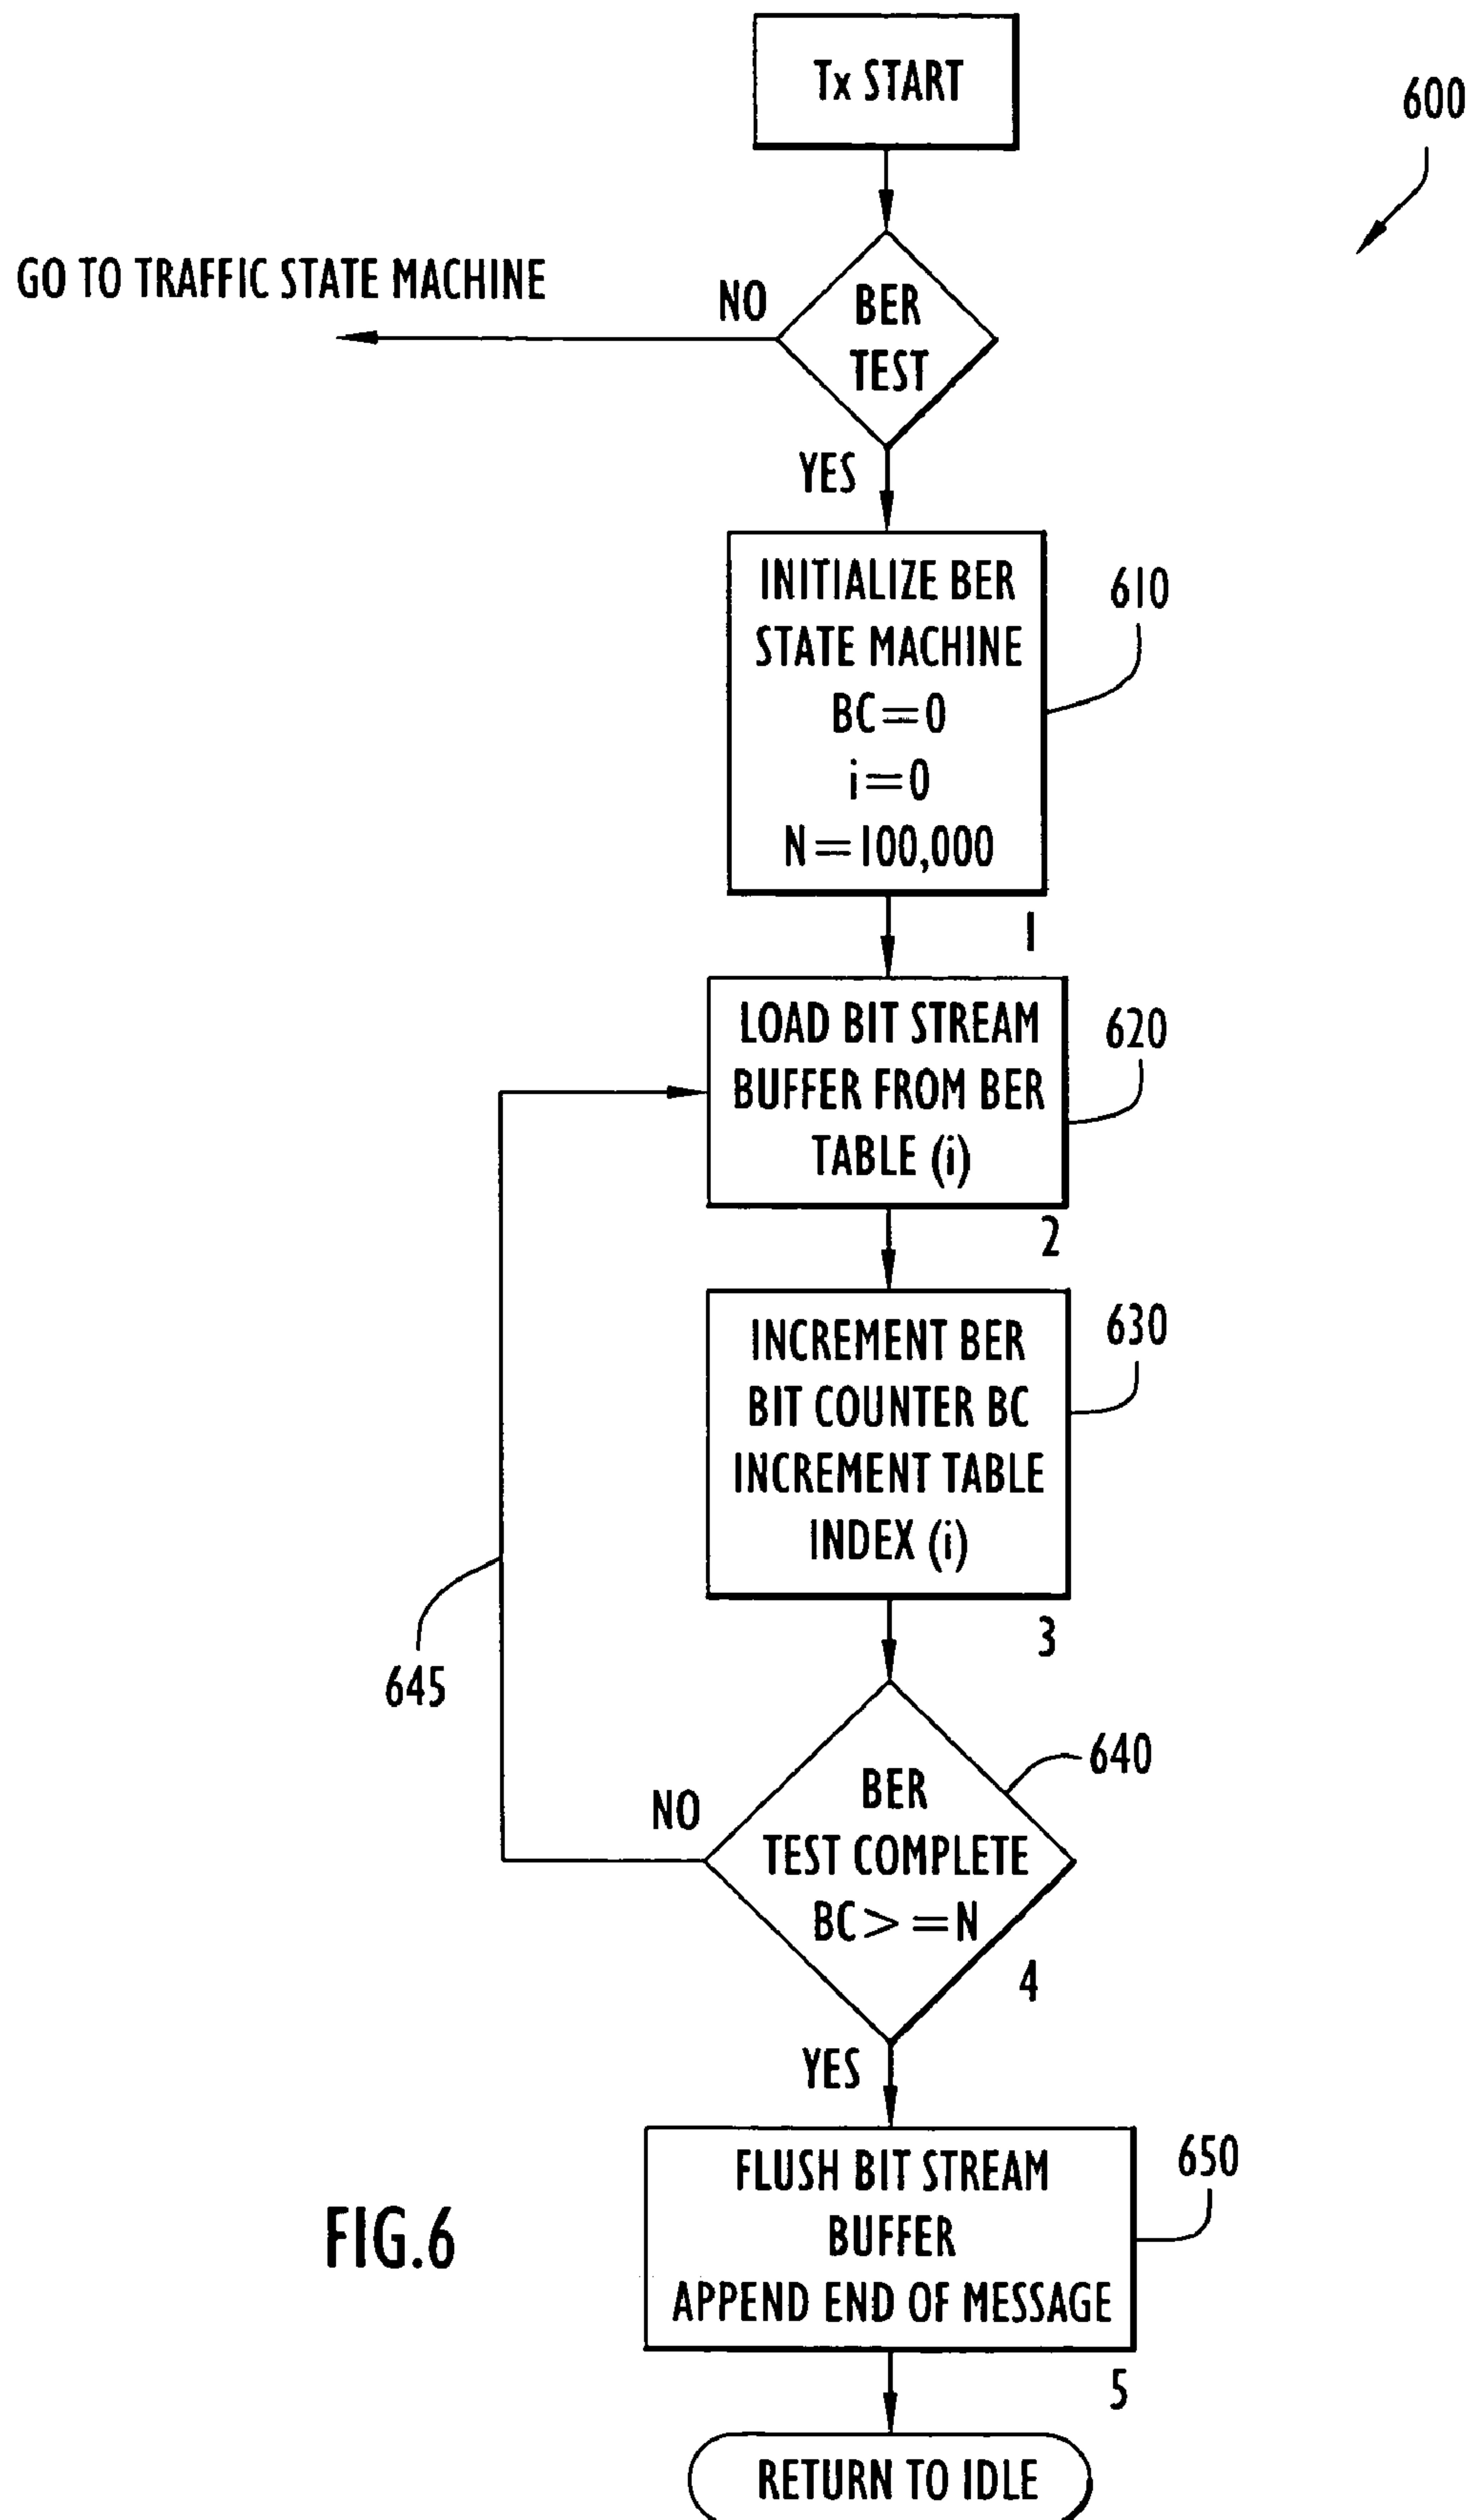 Tx START
600
GO TO TRAFFIC STATE MACHINE
NO
BER
TEST
YES
INITIALIZE BER
STATE MACHINE
BC=0
i=0
N=100,000
610
1
LOAD BIT STREAM
BUFFER FROM BER
TABLE (i)
620
2
INCREMENT BER
BIT COUNTER BC
INCREMENT TABLE
INDEX (i)
630
3
645
NO
BER
TEST COMPLETE
BC>=N
640
4
YES
FLUSH BIT STREAM
BUFFER
APPEND END OF MESSAGE
650
5
FIG.6
RETURN TO IDLE